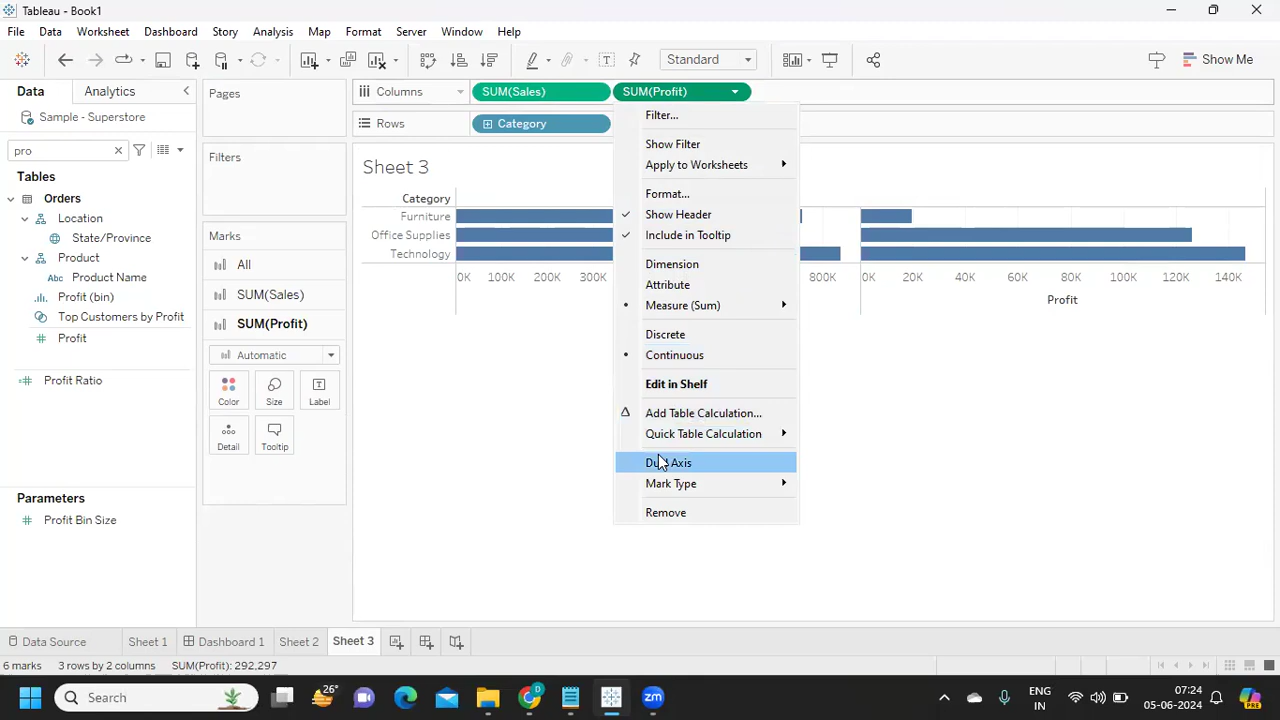 Tableau - Book1
File Data Worksheet Dashboard Story Analysis Map Format Server Window Help
Standard
Show Me
Data Analytics
Sample - Superstore
pro
Tables
Orders
Location
State/Province
Product
Abc Product Name
Profit (bin)
Top Customers by Profit
Profit
Profit Ratio
Parameters
Profit Bin Size
Pages
Filters
Marks
All
SUM(Sales)
SUM(Profit)
Automatic
Color Size Label
Detail Tooltip
Columns SUM(Sales) SUM(Profit)
Rows Category
Sheet 3
Category
Furniture
Office Supplies
Technology
0K 100K 200K 300K 800K 0K 20K 40K 60K 80K 100K 120K 140K
Profit
Filter...
Show Filter
Apply to Worksheets
Format...
Show Header
Include in Tooltip
Dimension
Attribute
Measure (Sum)
Discrete
Continuous
Edit in Shelf
Add Table Calculation...
Quick Table Calculation
Dual Axis
Mark Type
Remove
Data Source Sheet 1 Dashboard 1 Sheet 2 Sheet 3
6 marks 3 rows by 2 columns SUM(Profit): 292,297
Search
26°
zm
ENG
IN
07:24
05-06-2024
PRE